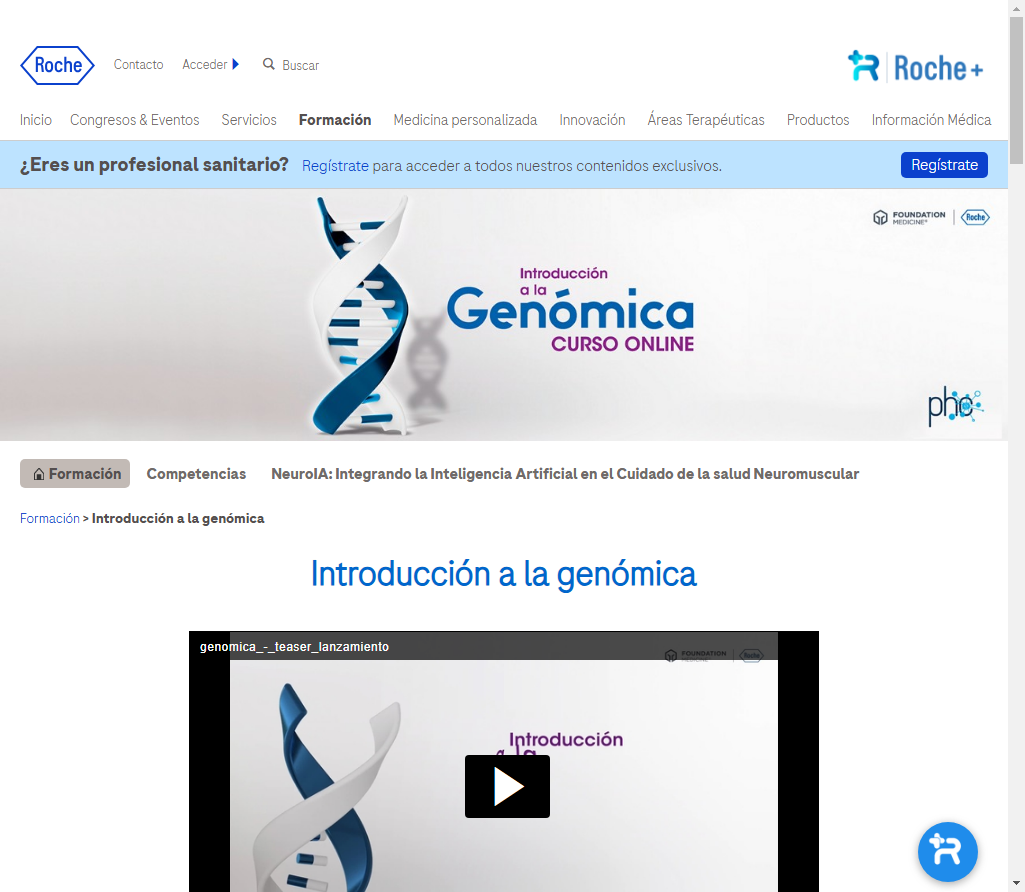 Roche
Contacto
Acceder
Buscar
Roche+
Inicio
Congresos & Eventos
Servicios
Formación
Medicina personalizada
Innovación
Áreas Terapéuticas
Productos
Información Médica
¿Eres un profesional sanitario?
Regístrate para acceder a todos nuestros contenidos exclusivos.
Regístrate
FOUNDATION
MEDICINE®
Roche
Introducción
a la
Genómica
CURSO ONLINE
phc
Formación
Competencias
NeuroIA: Integrando la Inteligencia Artificial en el Cuidado de la salud Neuromuscular
Formación > Introducción a la genómica
Introducción a la genómica
genomica_-_teaser_lanzamiento
FOUNDATION
MEDICINE®
Roche
Introducción
a la